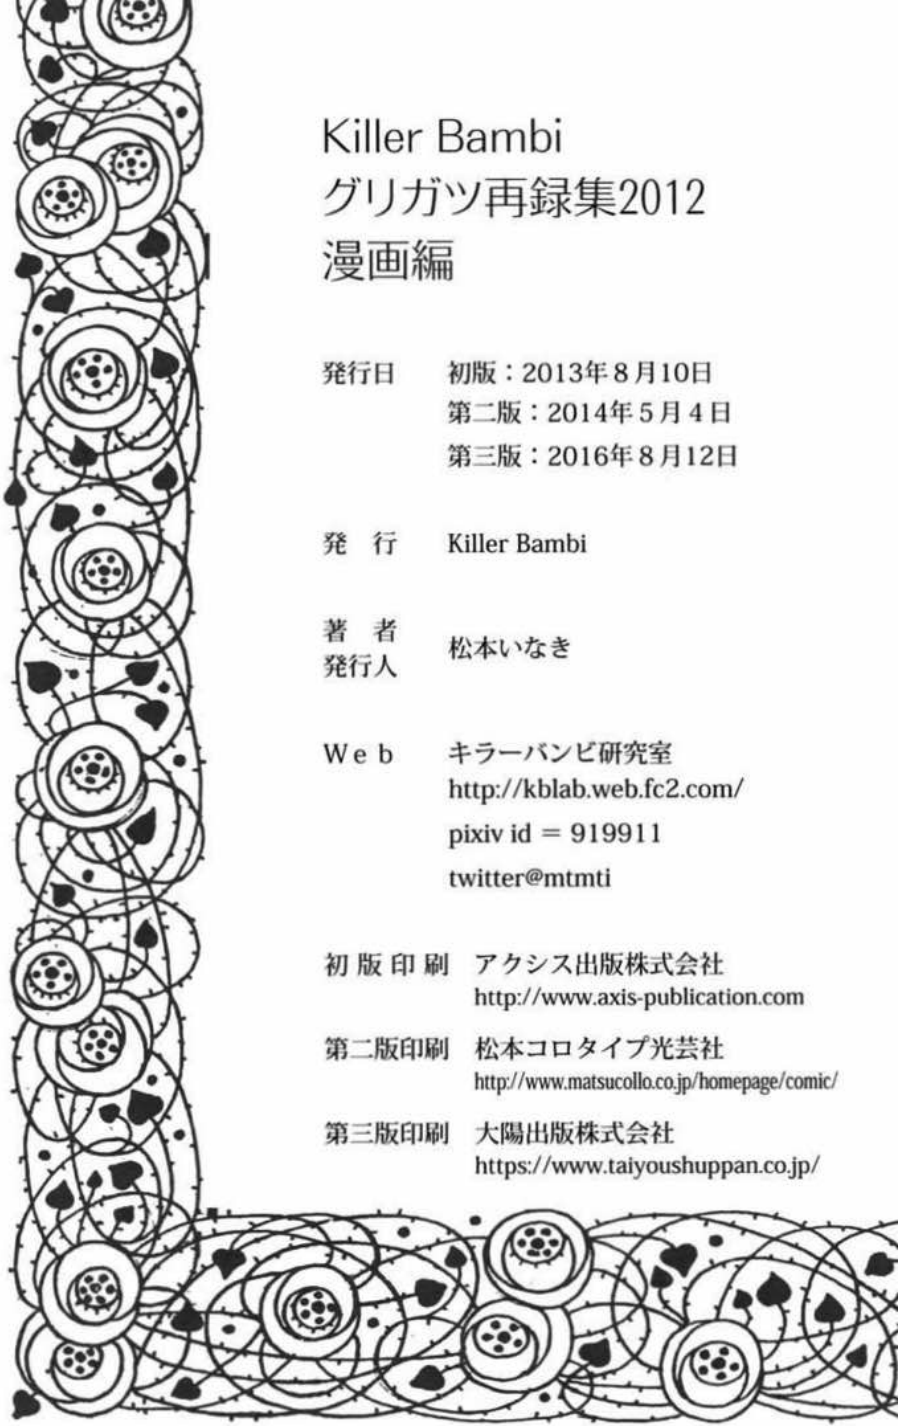 Killer Bambi
グリガツ再録集2012
漫画編
発行日 初版：2013年8月10日
第二版：2014年5月4日
第三版：2016年8月12日
発 行 Killer Bambi
著 者
発行人 松本いなき
Web キラーバンビ研究室
http://kblab.web.fc2.com/
pixiv id = 919911
twitter@mtmti
初版印刷 アクシス出版株式会社
http://www.axis-publication.com
第二版印刷 松本コロタイプ光芸社
http://www.matsucollo.co.jp/homepage/comic/
第三版印刷 大陽出版株式会社
https://www.taiyoushuppan.co.jp/